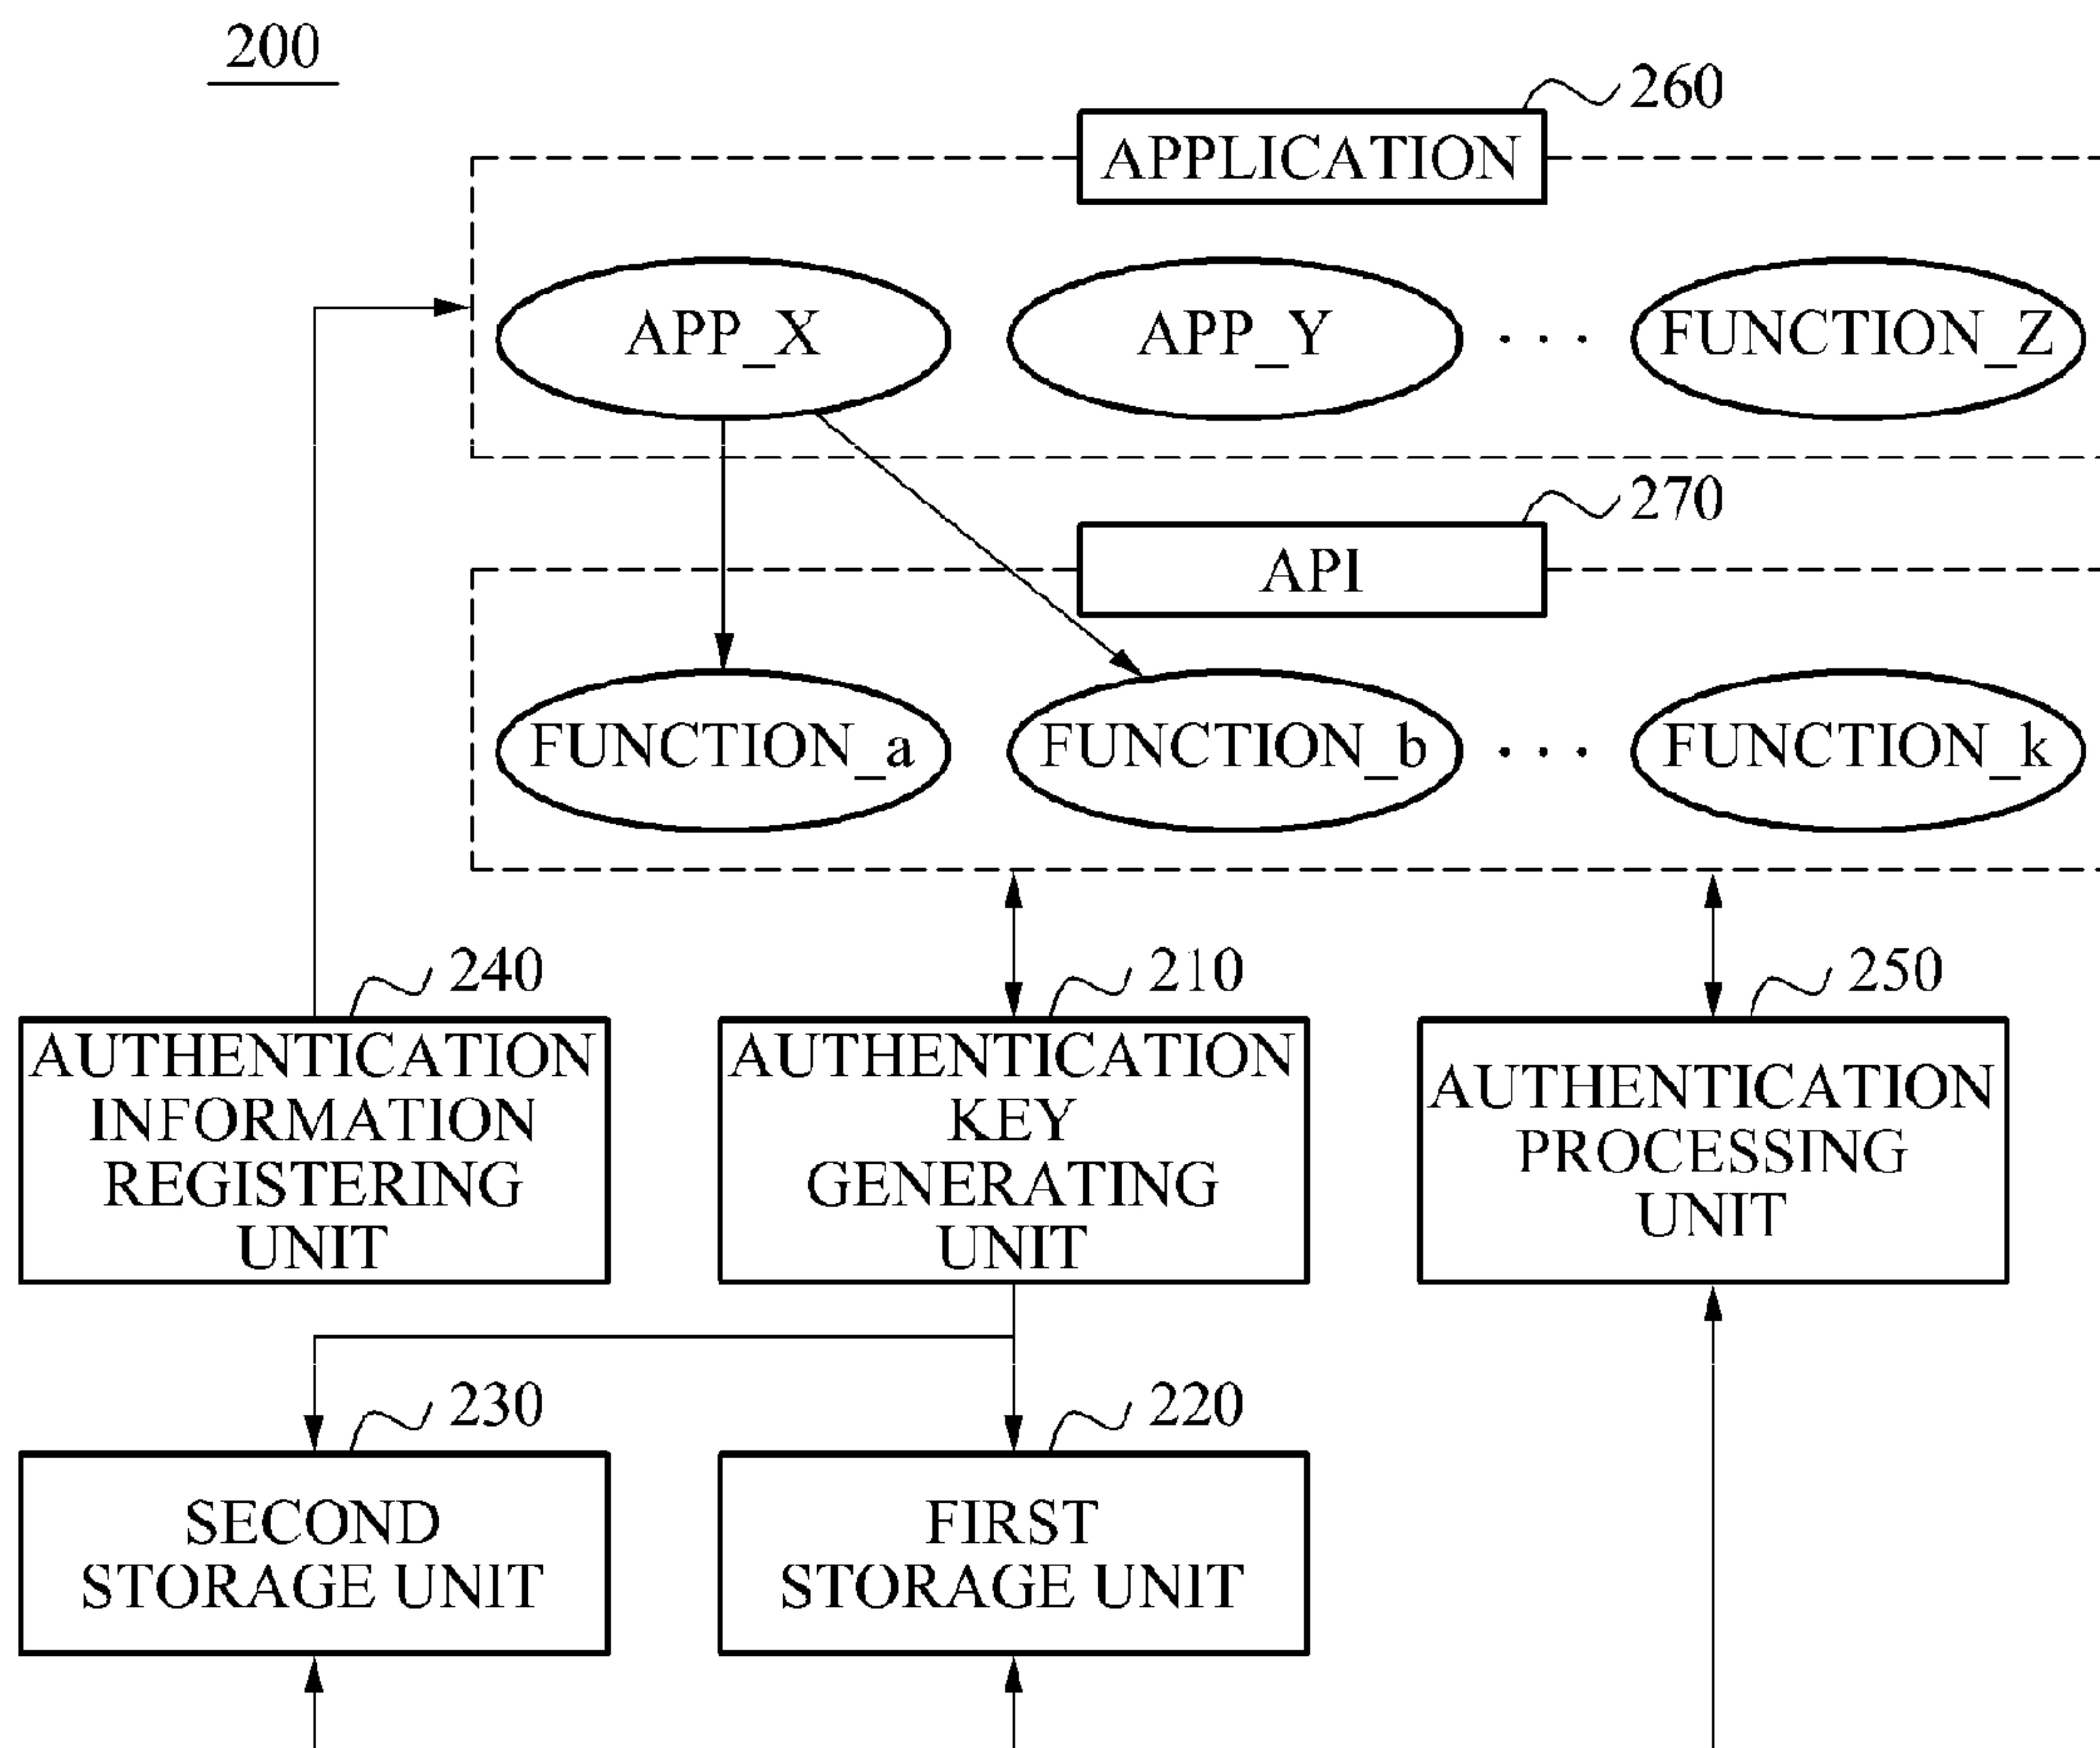 200
260
APPLICATION
APP_X
APP_Y
. . .
FUNCTION_Z
270
API
FUNCTION_a
FUNCTION_b
. . .
FUNCTION_k
240
AUTHENTICATION
INFORMATION
REGISTERING
UNIT
210
AUTHENTICATION
KEY
GENERATING
UNIT
250
AUTHENTICATION
PROCESSING
UNIT
230
SECOND
STORAGE UNIT
220
FIRST
STORAGE UNIT